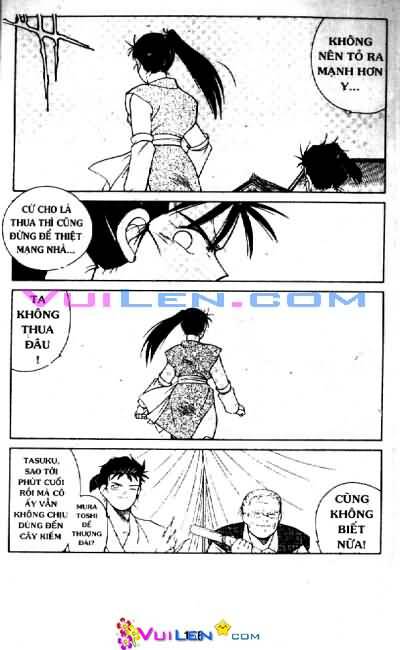 KHÔNG
NÊN TỎ RA
MẠNH HƠN
Y...
CỨ CHO LÀ
THUA THÌ CŨNG
ĐỪNG ĐỂ THIỆT
MẠNG NHÀ...
VuiLen.com
TA
KHÔNG
THUA
ĐÂU
!
TASUKU,
SAO TỚI
PHÚT CUỐI
RỒI MÀ CÔ
ẤY VẪN
KHÔNG CHỊU
DÙNG ĐẾN
CÂY KIẾM
MURA
TOSHI
ĐỂ
THƯỢNG
ĐÀI?
CŨNG
KHÔNG
BIẾT
NỮA!
VuiLen.com